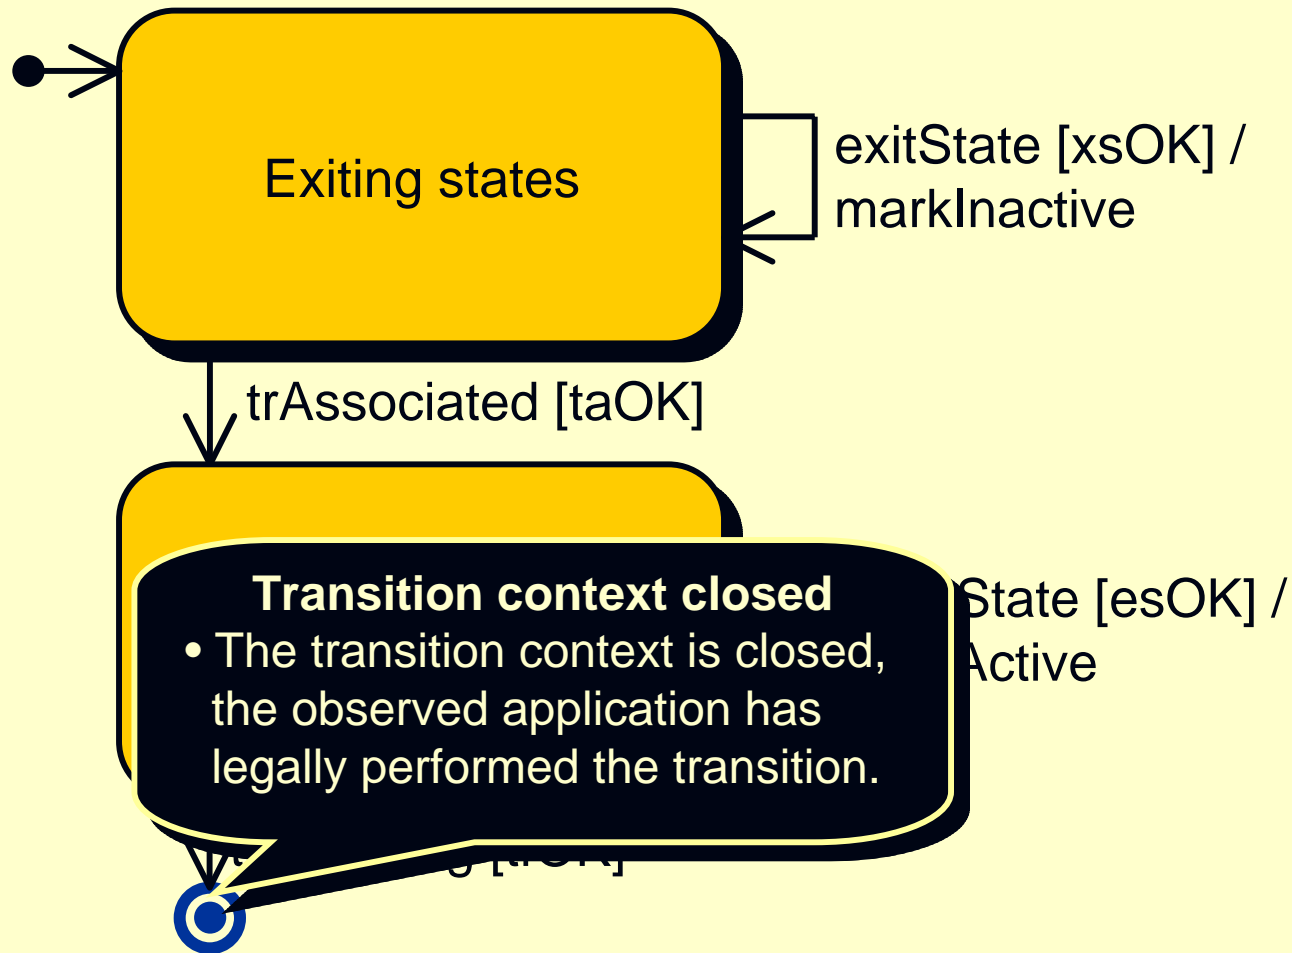 exitState [xsOK] /
Exiting states
markInactive
trAssociated [taOK]
Transition context closed
• The transition context is closed,
the observed application has
legally performed the transition.
State [esOK] /
Active